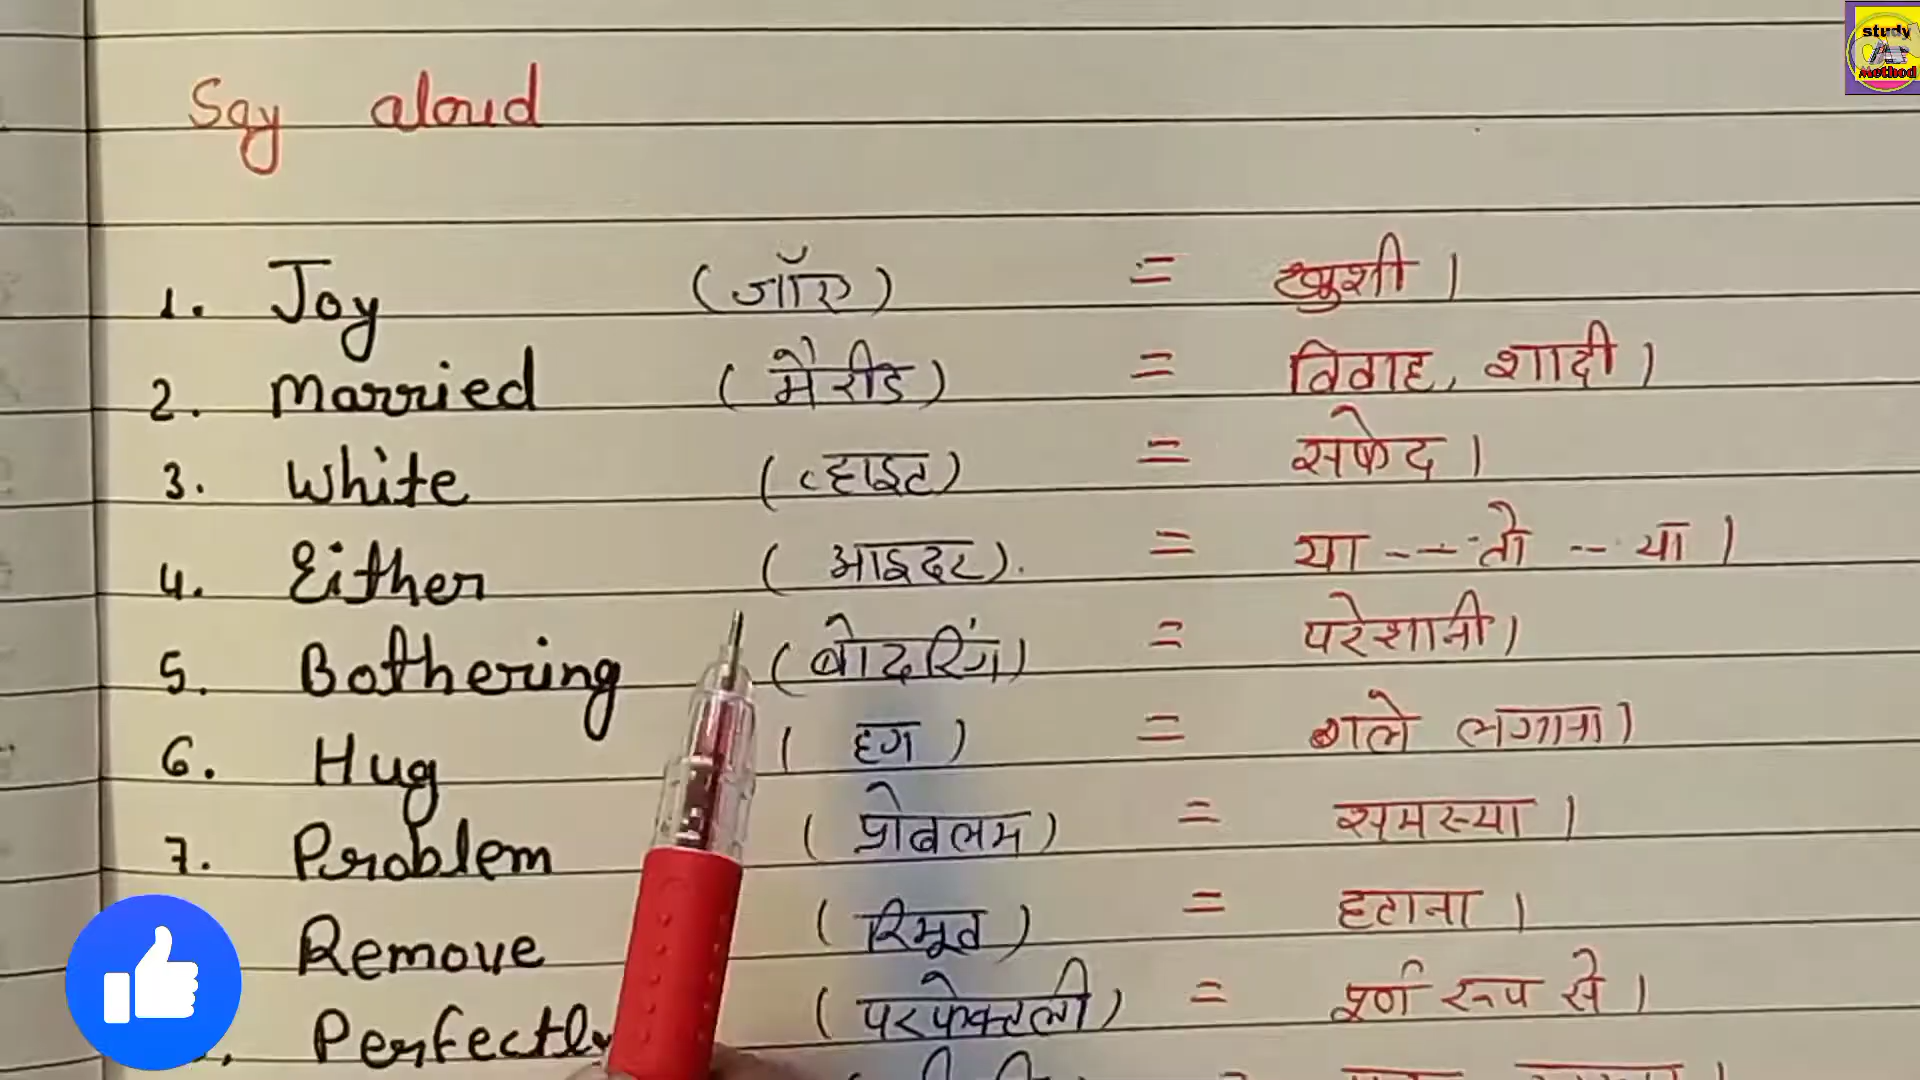 study
Method
Say aloud
1. Joy (जॉए) = खुशी।
2. Married (मैरीड) = विवाह, शादी।
3. White (व्हाइट) = सफेद।
4. Either (आइदर). = या --- तो -- या।
5. Bothering (बोदरिंग) = परेशानी।
6. Hug (हग) = गले लगाना।
7. Problem (प्रोबलम) = समस्या।
Remove (रिमूव) = हटाना।
Perfectly (परफेक्टली) = पूर्ण रूप से।